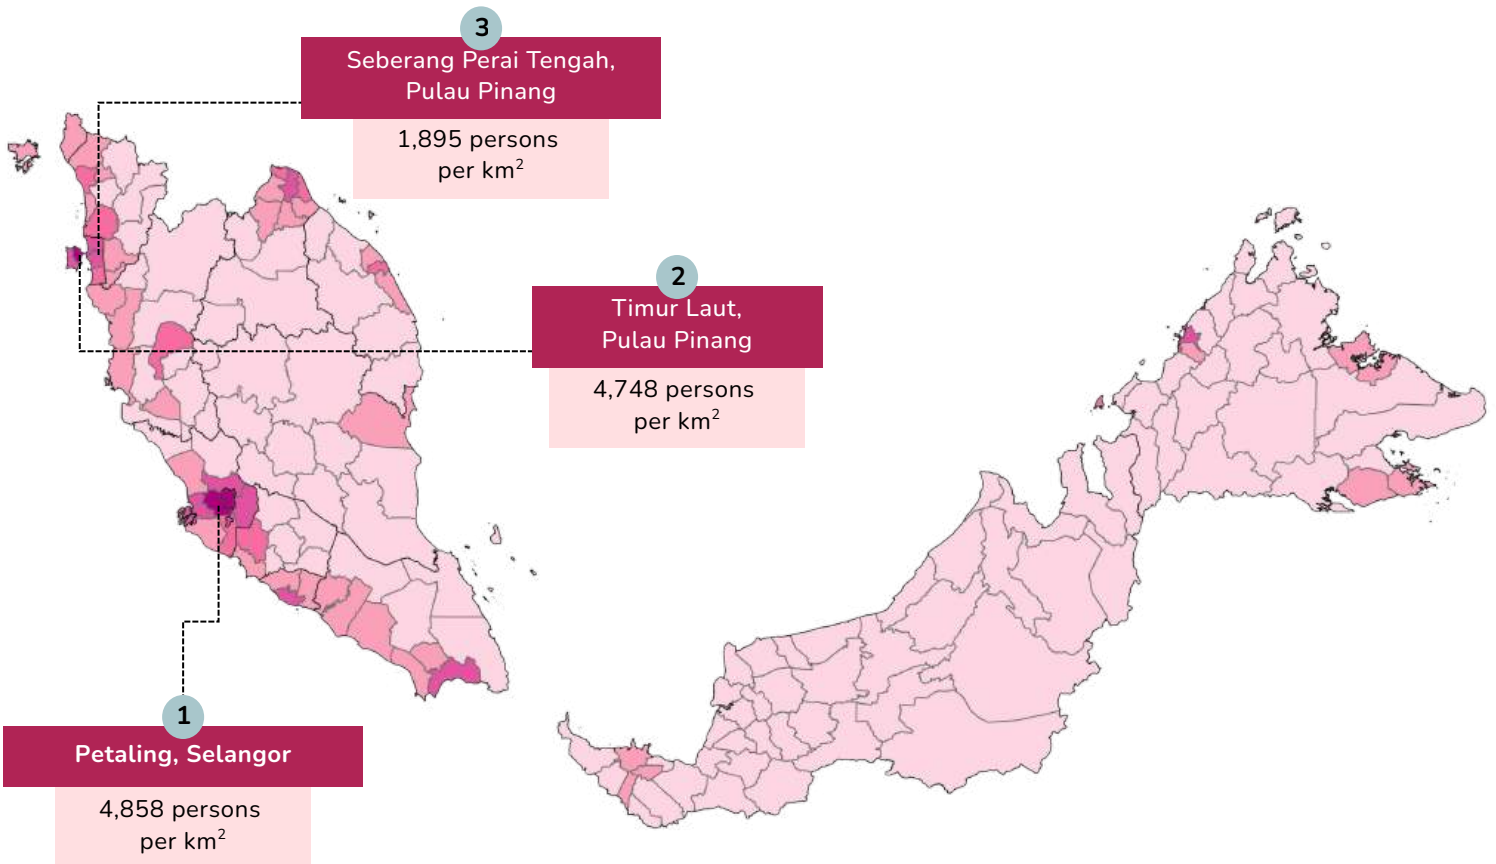 3
Seberang Perai Tengah,
Pulau Pinang
1,895 persons
per km²
2
Timur Laut,
Pulau Pinang
4,748 persons
per km²
1
Petaling, Selangor
4,858 persons
per km²